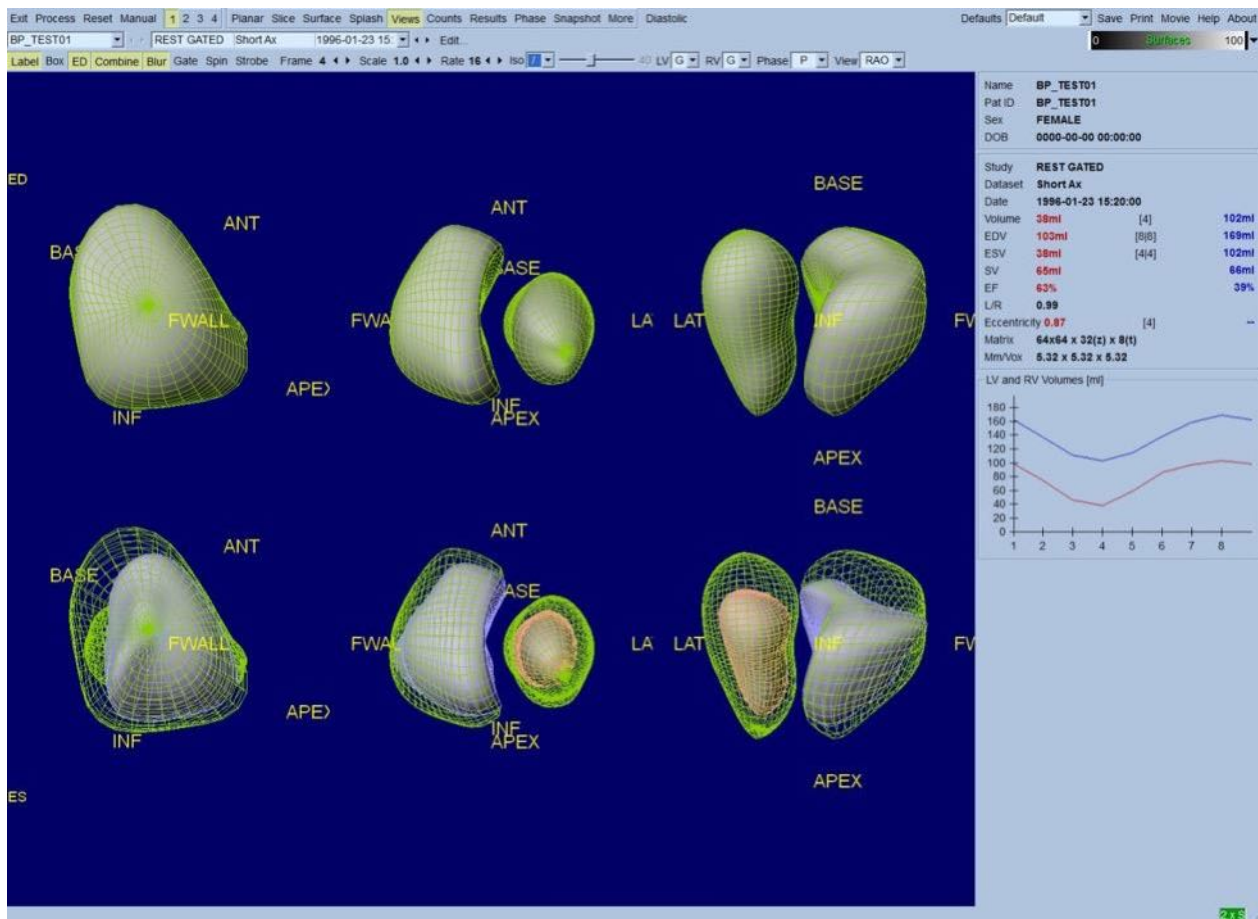 Exit Process Reset Manual 1 2 3 4 Planar Slice Surface Splash Views Counts Results Phase Snapshot More Diastolic Defaults Default Save Print Movie Help About
BP_TEST01 REST GATED Short Ax 1996-01-23 15: Edit...
0 Surfaces 100
Label Box ED Combine Blur Gate Spin Strobe Frame 4 Scale 1.0 Rate 16 Iso / 40 LV G RV G Phase P View RAO
Name BP_TEST01
Pat ID BP_TEST01
Sex FEMALE
DOB 0000-00-00 00:00:00
Study REST GATED
Dataset Short Ax
Date 1996-01-23 15:20:00
Volume 38ml [4] 102ml
EDV 103ml [8|8] 169ml
ESV 38ml [4|4] 102ml
SV 65ml 66ml
EF 63% 39%
L/R 0.99
Eccentricity 0.87 [4] --
Matrix 64x64 x 32(z) x 8(t)
Mm/Vox 5.32 x 5.32 x 5.32
LV and RV Volumes [ml]
180
160
140
120
100
80
60
40
20
0
1 2 3 4 5 6 7 8
ED
BASE
ANT ANT
BAS BASE
FWALL FWAL LA LAT INF FW
APEX INF
INF APEX
APEX
BASE
ANT ANT
BASE ASE
FWALL FWAL LA LAT INF FW
APEX INF
INF APEX
APEX
ES
2 x 3